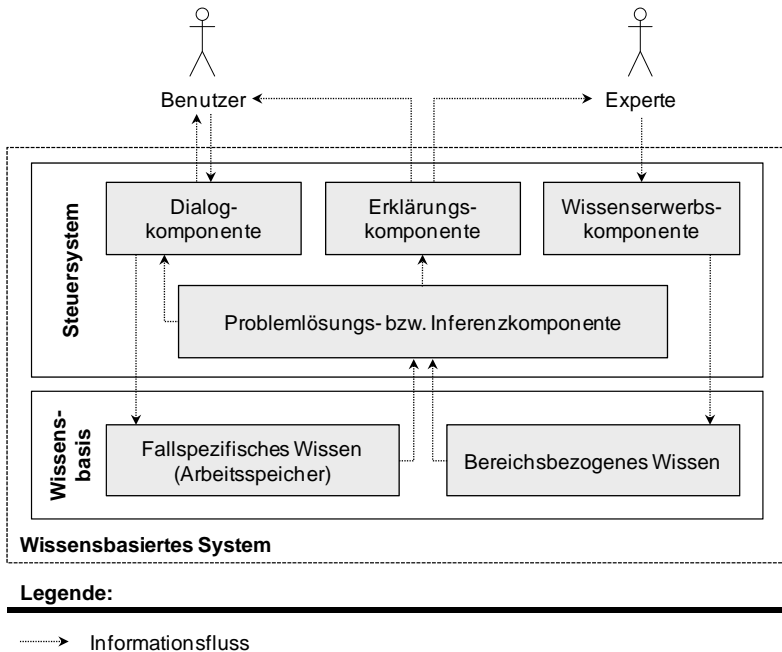 Benutzer
Experte
Steuersystem
Dialog-
komponente
Erklärungs-
komponente
Wissenserwerbs-
komponente
Problemlösungs- bzw. Inferenzkomponente
Wissens-
basis
Fallspezifisches Wissen
(Arbeitsspeicher)
Bereichsbezogenes Wissen
Wissensbasiertes System
Legende:
Informationsfluss